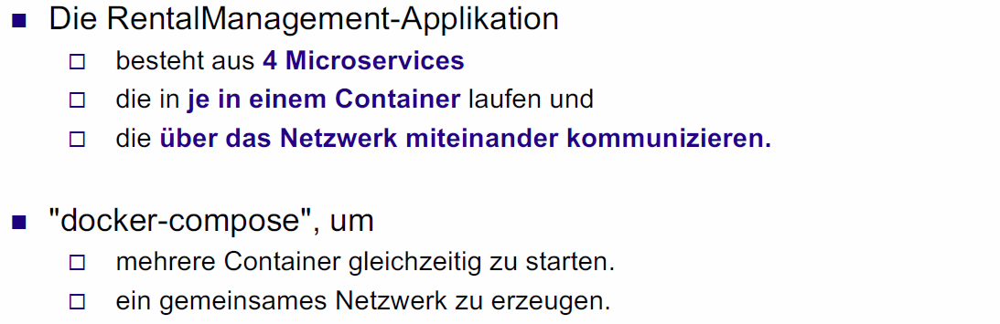 Die RentalManagement-Applikation
besteht aus 4 Microservices
die in je in einem Container laufen und
die über das Netzwerk miteinander kommunizieren.
"docker-compose", um
mehrere Container gleichzeitig zu starten.
ein gemeinsames Netzwerk zu erzeugen.